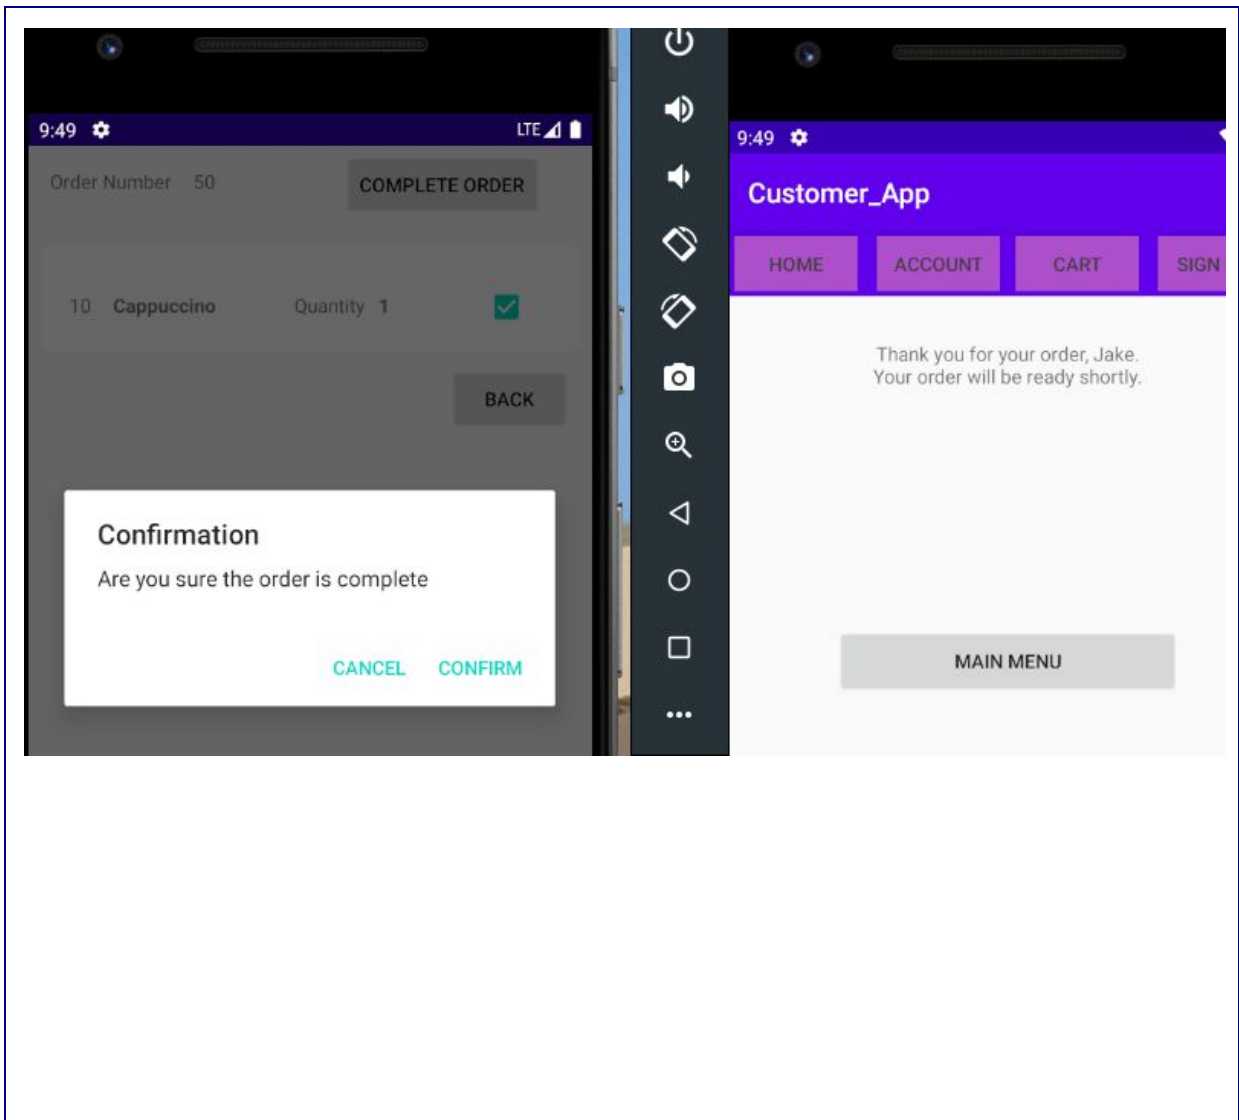 9:49 LTE
Order Number 50 COMPLETE ORDER
10 Cappuccino Quantity 1
BACK
Confirmation
Are you sure the order is complete
CANCEL CONFIRM
9:49
Customer_App
HOME ACCOUNT CART SIGN
Thank you for your order, Jake.
Your order will be ready shortly.
MAIN MENU